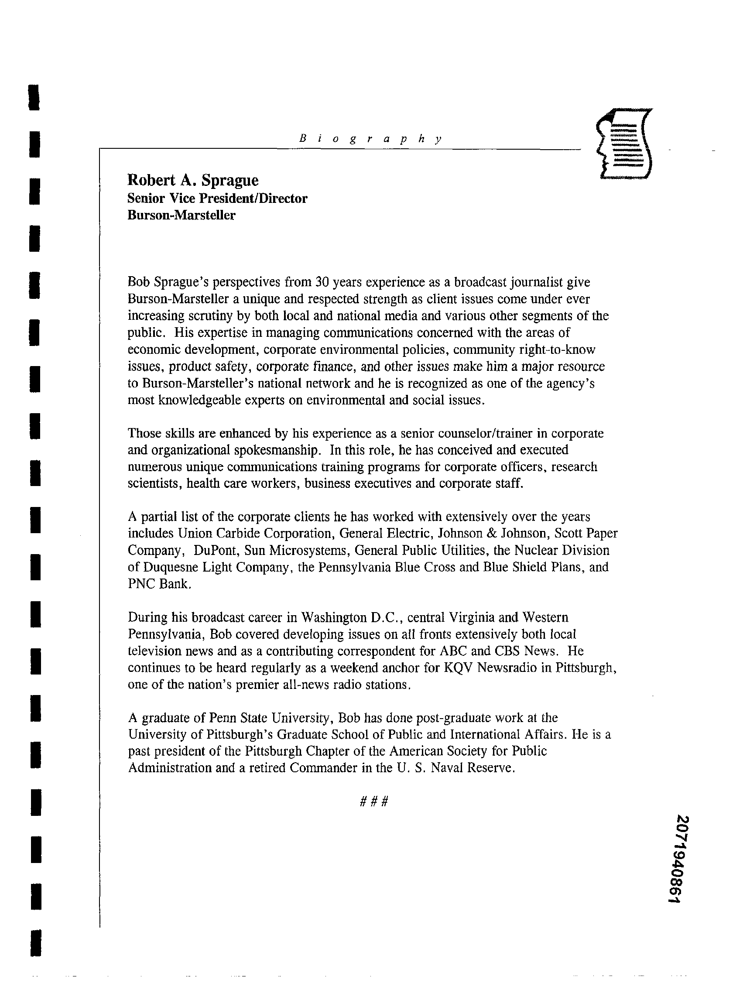 B i o g r a p h y
Robert A. Sprague
Senior Vice President/Director
Burson-Marsteller
Bob Sprague's perspectives from 30 years experience as a broadcast journalist give
Burson-Marsteller a unique and respected strength as client issues come under ever
increasing scrutiny by both local and national media and various other segments of the
public. His expertise in managing communications concerned with the areas of
economic development, corporate environmental policies, community right-to-know
issues, product safety, corporate finance, and other issues make him a major resource
to Burson-Marsteller's national network and he is recognized as one of the agency's
most knowledgeable experts on environmental and social issues.
Those skills are enhanced by his experience as a senior counselor/trainer in corporate
and organizational spokesmanship. In this role, he has conceived and executed
numerous unique communications training programs for corporate officers, research
scientists, health care workers, business executives and corporate staff.
A partial list of the corporate clients he has worked with extensively over the years
includes Union Carbide Corporation, General Electric, Johnson & Johnson, Scott Paper
Company, DuPont, Sun Microsystems, General Public Utilities, the Nuclear Division
of Duquesne Light Company, the Pennsylvania Blue Cross and Blue Shield Plans, and
PNC Bank.
During his broadcast career in Washington D.C., central Virginia and Western
Pennsylvania, Bob covered developing issues on all fronts extensively both local
television news and as a contributing correspondent for ABC and CBS News. He
continues to be heard regularly as a weekend anchor for KQV Newsradio in Pittsburgh,
one of the nation's premier all-news radio stations.
A graduate of Penn State University, Bob has done post-graduate work at the
University of Pittsburgh's Graduate School of Public and International Affairs. He is a
past president of the Pittsburgh Chapter of the American Society for Public
Administration and a retired Commander in the U. S. Naval Reserve.
# # #
2071940861